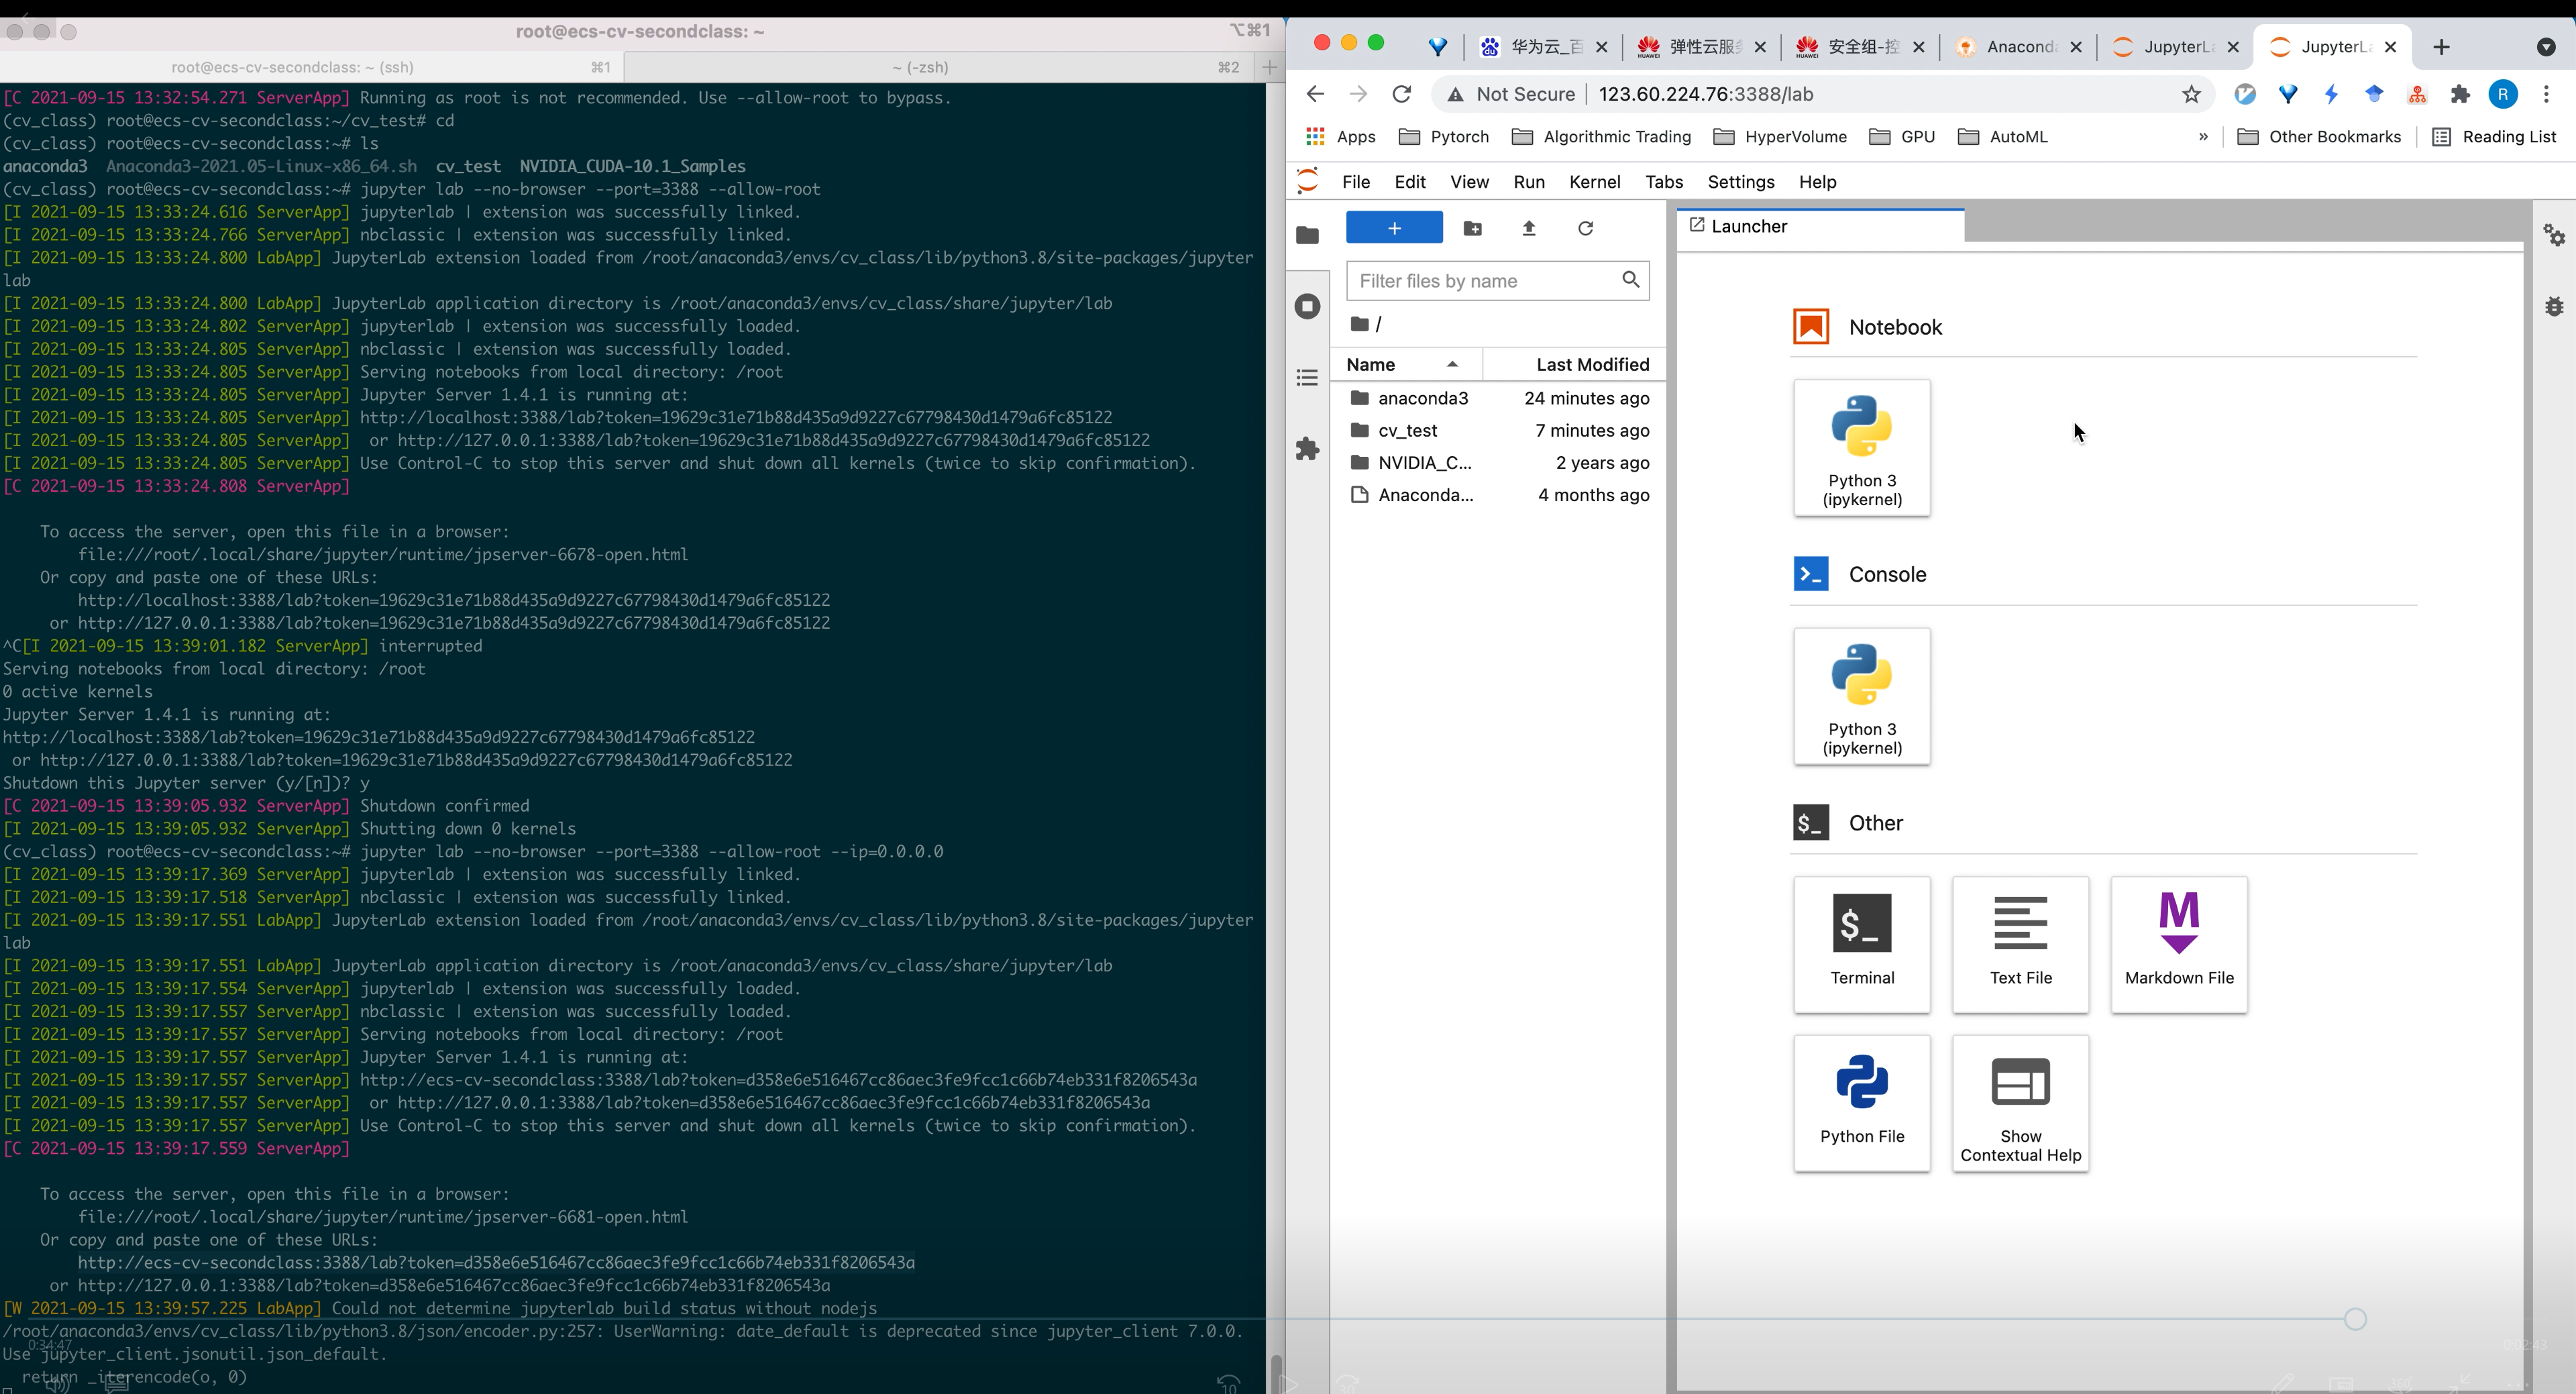 root@ecs-cv-secondclass: ~
⌥⌘1
root@ecs-cv-secondclass: ~ (ssh)
⌘1
~ (-zsh)
⌘2
[C 2021-09-15 13:32:54.271 ServerApp] Running as root is not recommended. Use --allow-root to bypass.
(cv_class) root@ecs-cv-secondclass:~/cv_test# cd
(cv_class) root@ecs-cv-secondclass:~# ls
anaconda3  Anaconda3-2021.05-Linux-x86_64.sh  cv_test  NVIDIA_CUDA-10.1_Samples
(cv_class) root@ecs-cv-secondclass:~# jupyter lab --no-browser --port=3388 --allow-root
[I 2021-09-15 13:33:24.616 ServerApp] jupyterlab | extension was successfully linked.
[I 2021-09-15 13:33:24.766 ServerApp] nbclassic | extension was successfully linked.
[I 2021-09-15 13:33:24.800 LabApp] JupyterLab extension loaded from /root/anaconda3/envs/cv_class/lib/python3.8/site-packages/jupyter
lab
[I 2021-09-15 13:33:24.800 LabApp] JupyterLab application directory is /root/anaconda3/envs/cv_class/share/jupyter/lab
[I 2021-09-15 13:33:24.802 ServerApp] jupyterlab | extension was successfully loaded.
[I 2021-09-15 13:33:24.805 ServerApp] nbclassic | extension was successfully loaded.
[I 2021-09-15 13:33:24.805 ServerApp] Serving notebooks from local directory: /root
[I 2021-09-15 13:33:24.805 ServerApp] Jupyter Server 1.4.1 is running at:
[I 2021-09-15 13:33:24.805 ServerApp] http://localhost:3388/lab?token=19629c31e71b88d435a9d9227c67798430d1479a6fc85122
[I 2021-09-15 13:33:24.805 ServerApp]  or http://127.0.0.1:3388/lab?token=19629c31e71b88d435a9d9227c67798430d1479a6fc85122
[I 2021-09-15 13:33:24.805 ServerApp] Use Control-C to stop this server and shut down all kernels (twice to skip confirmation).
[C 2021-09-15 13:33:24.808 ServerApp]
To access the server, open this file in a browser:
file:///root/.local/share/jupyter/runtime/jpserver-6678-open.html
Or copy and paste one of these URLs:
http://localhost:3388/lab?token=19629c31e71b88d435a9d9227c67798430d1479a6fc85122
or http://127.0.0.1:3388/lab?token=19629c31e71b88d435a9d9227c67798430d1479a6fc85122
^C[I 2021-09-15 13:39:01.182 ServerApp] interrupted
Serving notebooks from local directory: /root
0 active kernels
Jupyter Server 1.4.1 is running at:
http://localhost:3388/lab?token=19629c31e71b88d435a9d9227c67798430d1479a6fc85122
or http://127.0.0.1:3388/lab?token=19629c31e71b88d435a9d9227c67798430d1479a6fc85122
Shutdown this Jupyter server (y/[n])? y
[C 2021-09-15 13:39:05.932 ServerApp] Shutdown confirmed
[I 2021-09-15 13:39:05.932 ServerApp] Shutting down 0 kernels
(cv_class) root@ecs-cv-secondclass:~# jupyter lab --no-browser --port=3388 --allow-root --ip=0.0.0.0
[I 2021-09-15 13:39:17.369 ServerApp] jupyterlab | extension was successfully linked.
[I 2021-09-15 13:39:17.518 ServerApp] nbclassic | extension was successfully linked.
[I 2021-09-15 13:39:17.551 LabApp] JupyterLab extension loaded from /root/anaconda3/envs/cv_class/lib/python3.8/site-packages/jupyter
lab
[I 2021-09-15 13:39:17.551 LabApp] JupyterLab application directory is /root/anaconda3/envs/cv_class/share/jupyter/lab
[I 2021-09-15 13:39:17.554 ServerApp] jupyterlab | extension was successfully loaded.
[I 2021-09-15 13:39:17.557 ServerApp] nbclassic | extension was successfully loaded.
[I 2021-09-15 13:39:17.557 ServerApp] Serving notebooks from local directory: /root
[I 2021-09-15 13:39:17.557 ServerApp] Jupyter Server 1.4.1 is running at:
[I 2021-09-15 13:39:17.557 ServerApp] http://ecs-cv-secondclass:3388/lab?token=d358e6e516467cc86aec3fe9fcc1c66b74eb331f8206543a
[I 2021-09-15 13:39:17.557 ServerApp]  or http://127.0.0.1:3388/lab?token=d358e6e516467cc86aec3fe9fcc1c66b74eb331f8206543a
[I 2021-09-15 13:39:17.557 ServerApp] Use Control-C to stop this server and shut down all kernels (twice to skip confirmation).
[C 2021-09-15 13:39:17.559 ServerApp]
To access the server, open this file in a browser:
file:///root/.local/share/jupyter/runtime/jpserver-6681-open.html
Or copy and paste one of these URLs:
http://ecs-cv-secondclass:3388/lab?token=d358e6e516467cc86aec3fe9fcc1c66b74eb331f8206543a
or http://127.0.0.1:3388/lab?token=d358e6e516467cc86aec3fe9fcc1c66b74eb331f8206543a
[W 2021-09-15 13:39:57.225 LabApp] Could not determine jupyterlab build status without nodejs
/root/anaconda3/envs/cv_class/lib/python3.8/json/encoder.py:257: UserWarning: date_default is deprecated since jupyter_client 7.0.0.
Use jupyter_client.jsonutil.json_default.
return _iterencode(o, 0)
0:34:47
10
30
0:02:43
华为云_百
弹性云服务
安全组-控
Anaconda
JupyterLa
JupyterLa
Not Secure
123.60.224.76:3388/lab
R
Apps
Pytorch
Algorithmic Trading
HyperVolume
GPU
AutoML
»
Other Bookmarks
Reading List
File Edit View Run Kernel Tabs Settings Help
+
Filter files by name
/
Name
Last Modified
anaconda3 24 minutes ago
cv_test 7 minutes ago
NVIDIA_C... 2 years ago
Anaconda... 4 months ago
Launcher
Notebook
Python 3
(ipykernel)
Console
Python 3
(ipykernel)
$_
Other
$_
Terminal
Text File
M
Markdown File
Python File
Show
Contextual Help